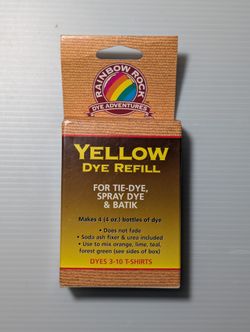 RAINBOW ROCK
DYE ADVENTURES
YELLOW
DYE REFILL
FOR TIE-DYE,
SPRAY DYE
& BATIK
Makes 4 (4 oz.) bottles of dye
• Does not fade
• Soda ash fixer & urea included
• Use to mix orange, lime, teal,
forest green (see sides of box)
DYES 3-10 T-SHIRTS